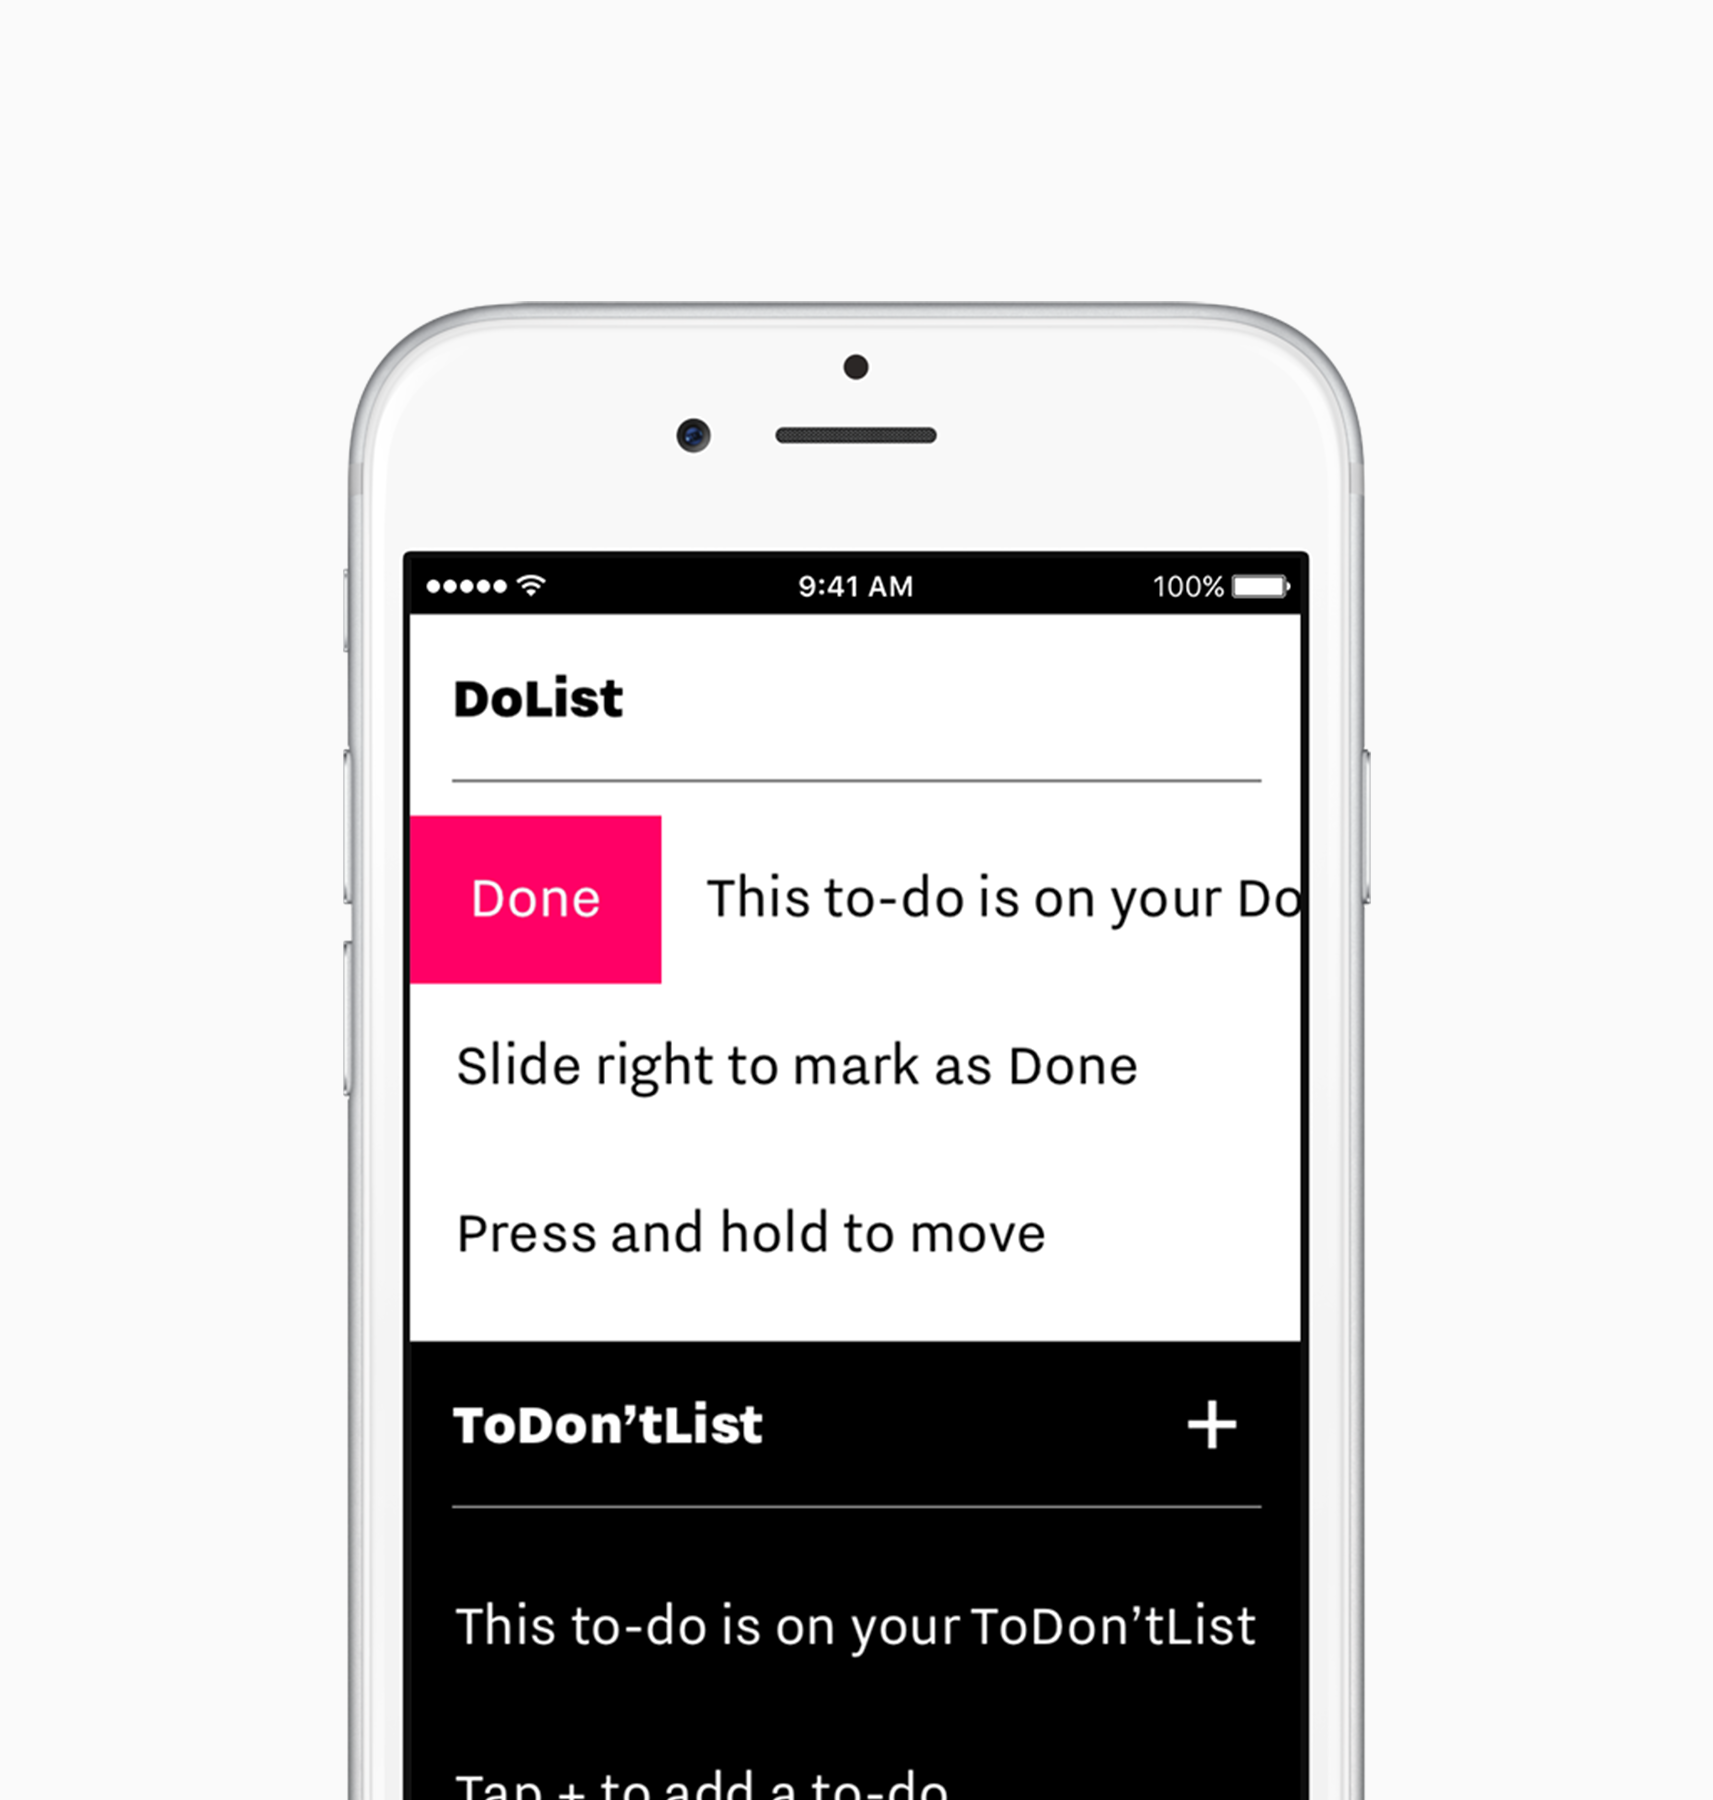 9:41 AM 100%
DoList
Done This to-do is on your Do
Slide right to mark as Done
Press and hold to move
ToDon’tList +
This to-do is on your ToDon’tList
Tap + to add a to-do